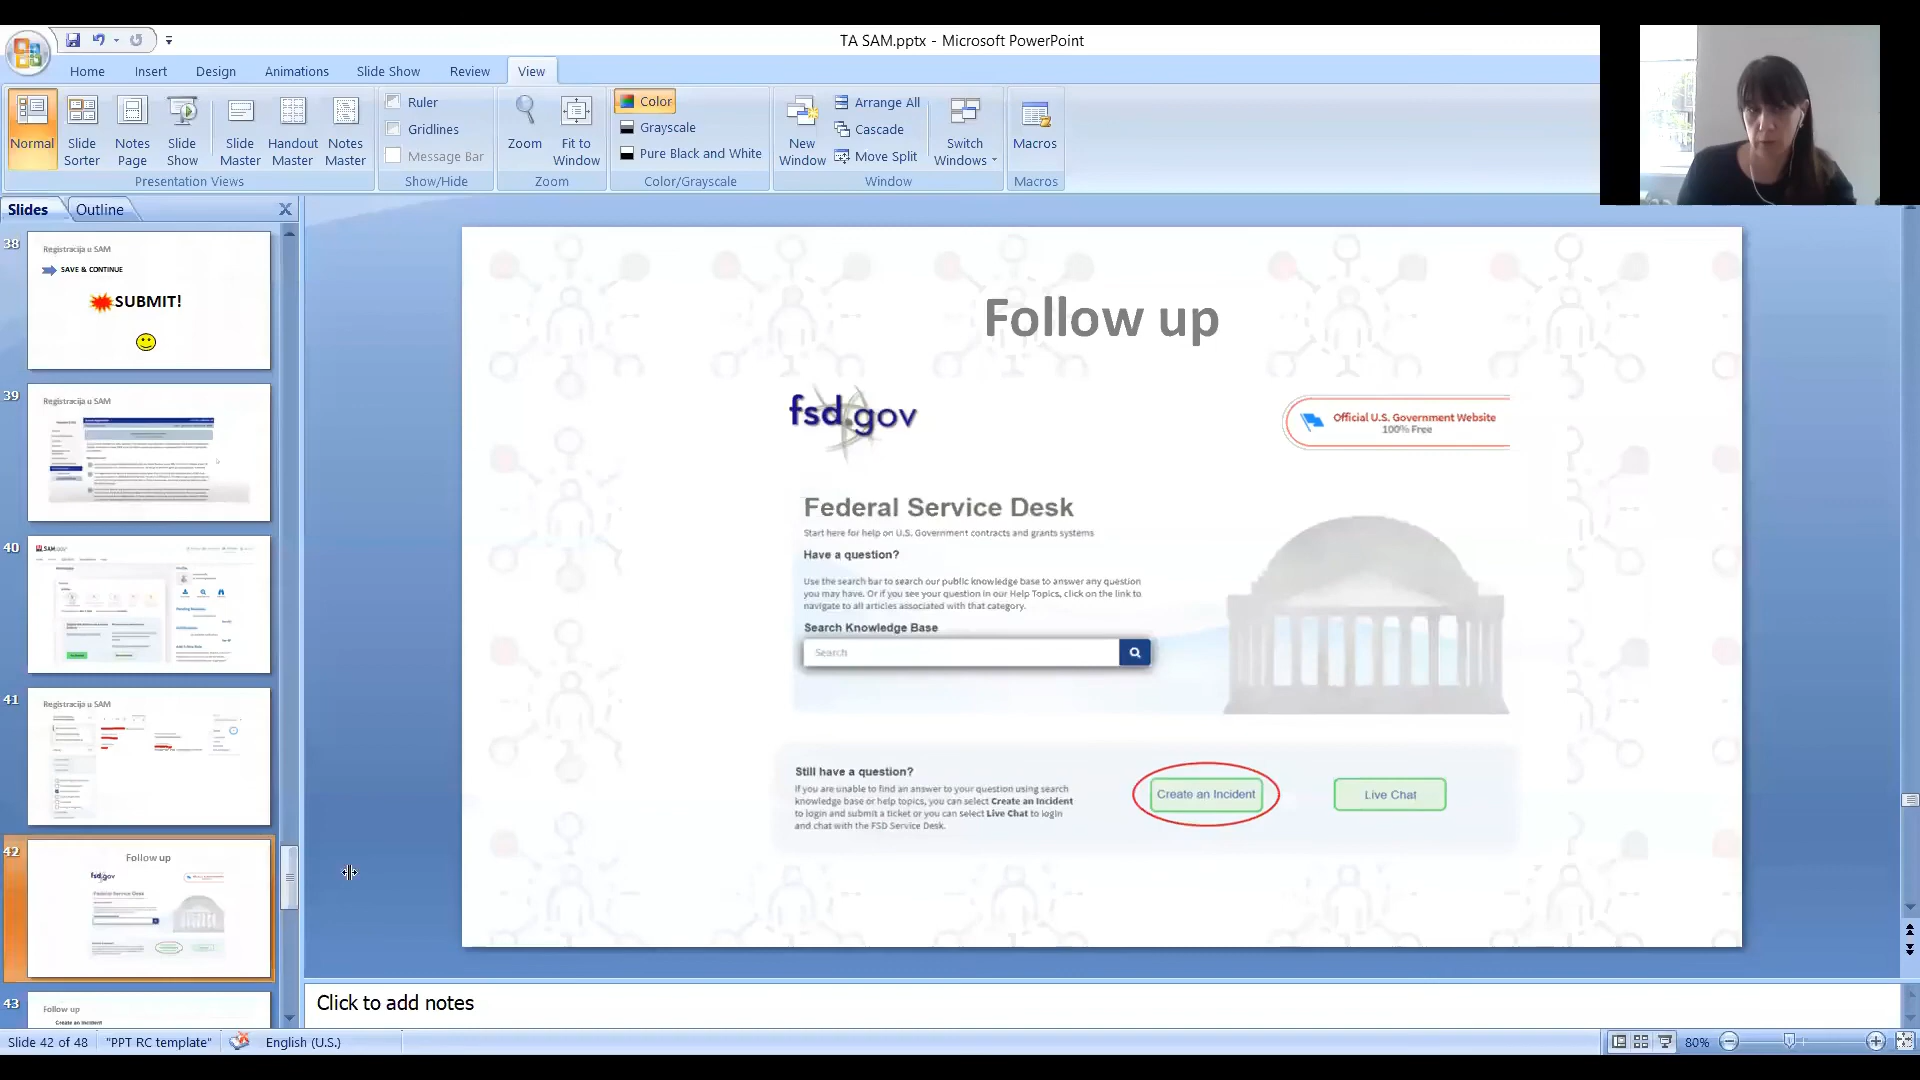 TA SAM.pptx - Microsoft PowerPoint
Home Insert Design Animations Slide Show Review View
Normal
Slide Sorter
Notes Page
Slide Show
Slide Master
Handout Master
Notes Master
Presentation Views
Ruler
Gridlines
Message Bar
Show/Hide
Zoom
Fit to Window
Zoom
Color
Grayscale
Pure Black and White
Color/Grayscale
New Window
Arrange All
Cascade
Move Split
Switch Windows
Window
Macros
Macros
Slides Outline X
38
Registracija u SAM
SAVE & CONTINUE
SUBMIT!
39
Registracija u SAM
40
SAM.gov
41
Registracija u SAM
42
Follow up
fsd.gov
Federal Service Desk
43
Follow up
Create an Incident
Follow up
fsd.gov
Official U.S. Government Website
100% Free
Federal Service Desk
Start here for help on U.S. Government contracts and grants systems
Have a question?
Use the search bar to search our public knowledge base to answer any question
you may have. Or if you see your question in our Help Topics, click on the link to
navigate to all articles associated with that category.
Search Knowledge Base
Search
Still have a question?
If you are unable to find an answer to your question using search
knowledge base or help topics, you can select Create an Incident
to login and submit a ticket or you can select Live Chat to login
and chat with the FSD Service Desk.
Create an Incident
Live Chat
Click to add notes
Slide 42 of 48 "PPT RC template" English (U.S.) 80%